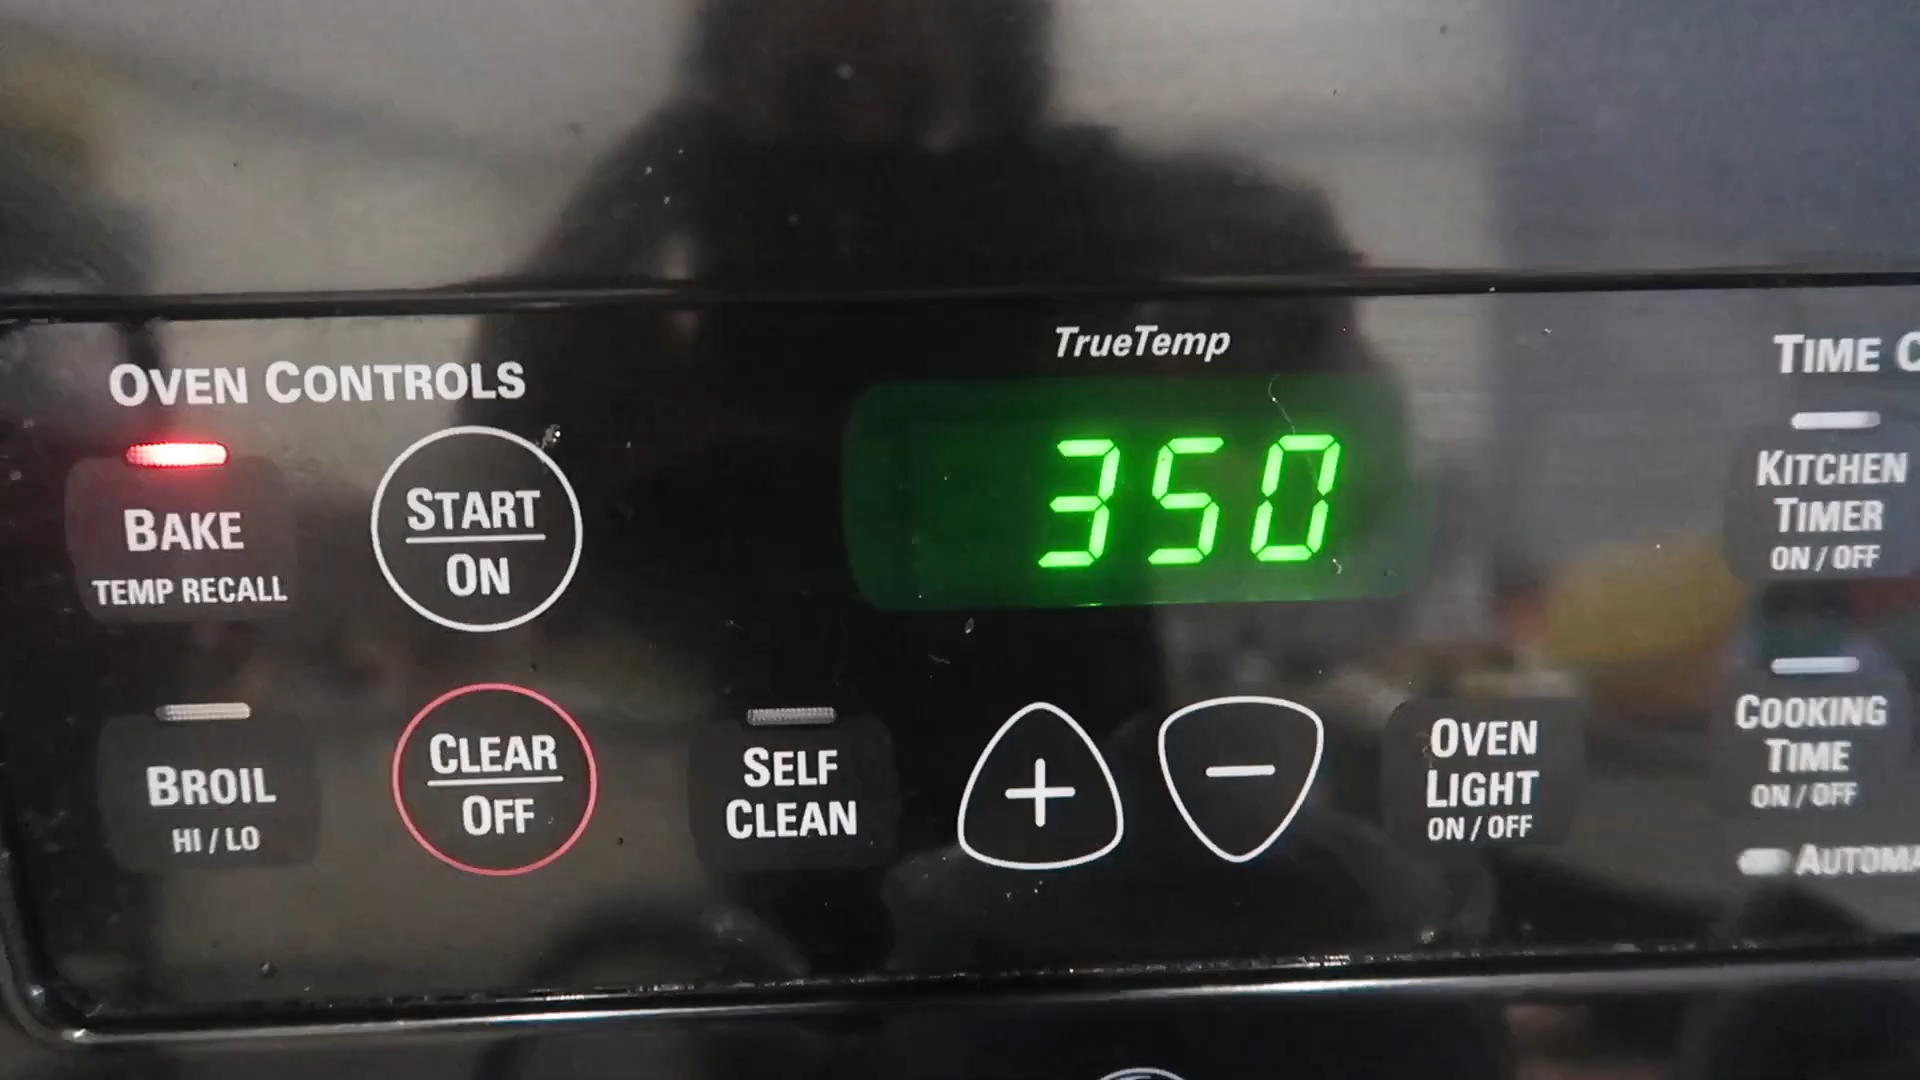 TrueTemp
OVEN CONTROLS
TIME
350
BAKE
TEMP RECALL
START
ON
KITCHEN
TIMER
ON / OFF
BROIL
HI / LO
CLEAR
OFF
SELF
CLEAN
+
−
OVEN
LIGHT
ON / OFF
COOKING
TIME
ON / OFF